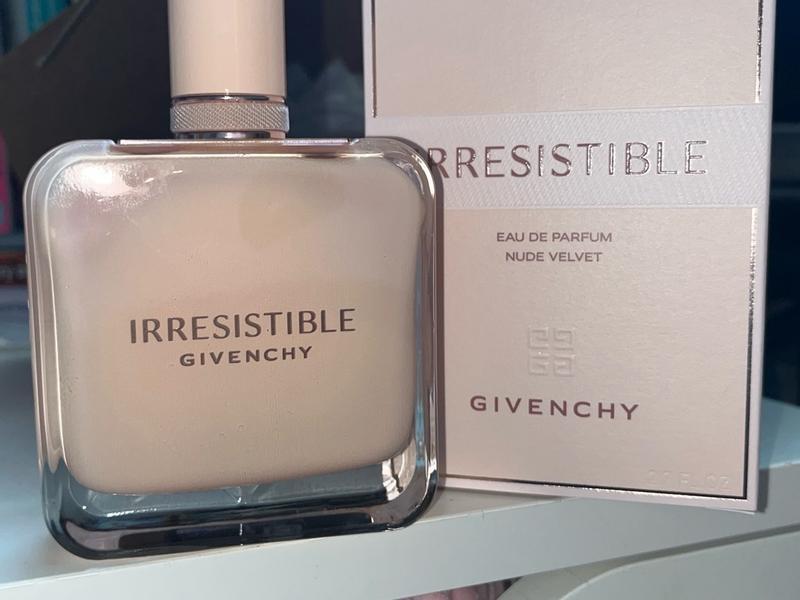 IRRESISTIBLE
GIVENCHY
RRESISTIBLE
EAU DE PARFUM
NUDE VELVET
GIVENCHY